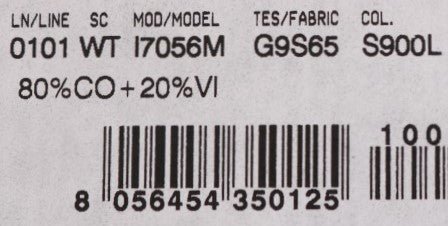 LN/LINE SC MOD/MODEL TES/FABRIC COL.
0101 WT I7056M G9S65 S900L
80%CO+20%VI
100
8 056454 350125